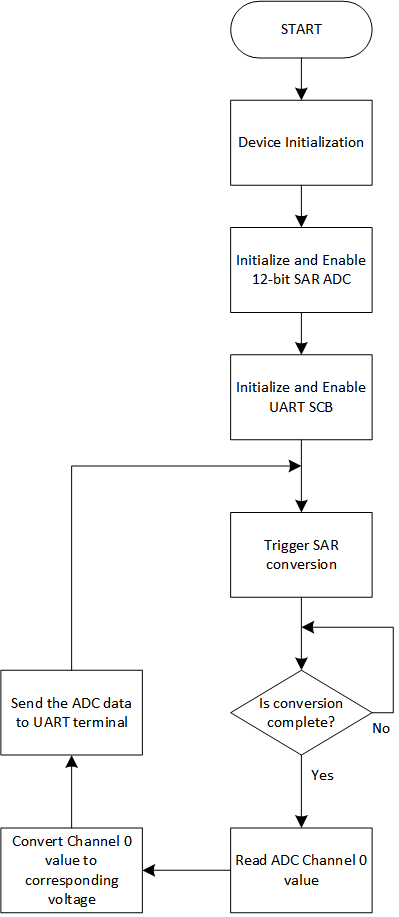 START
Device Initialization
Initialize and Enable
12-bit SAR ADC
Initialize and Enable
UART SCB
Trigger SAR
conversion
Is conversion
complete?
No
Yes
Read ADC Channel 0
value
Convert Channel 0
value to
corresponding
voltage
Send the ADC data
to UART terminal